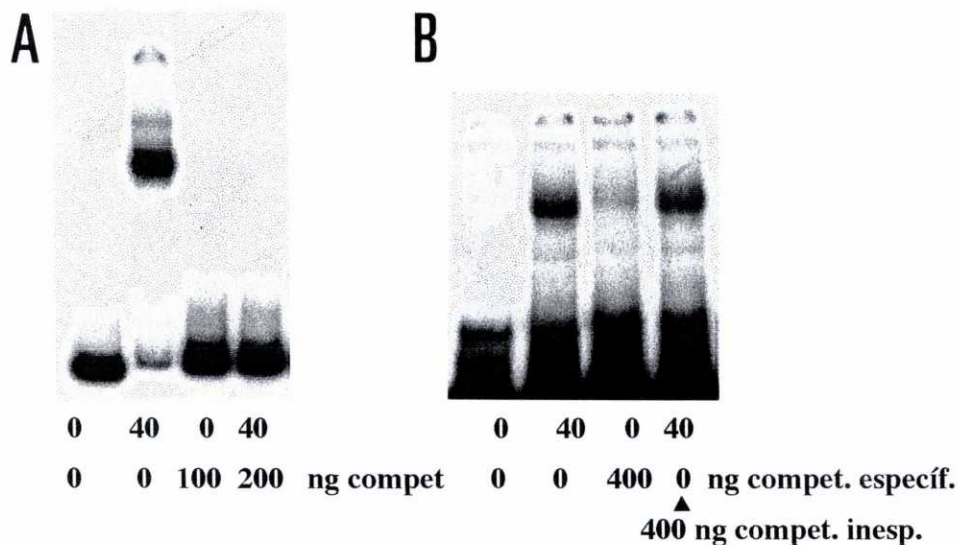 A
B
0 40 0 40
0 0 100 200 ng compet
0 40 0 40
0 0 400 0 ng compet. específ.
400 ng compet. inesp.